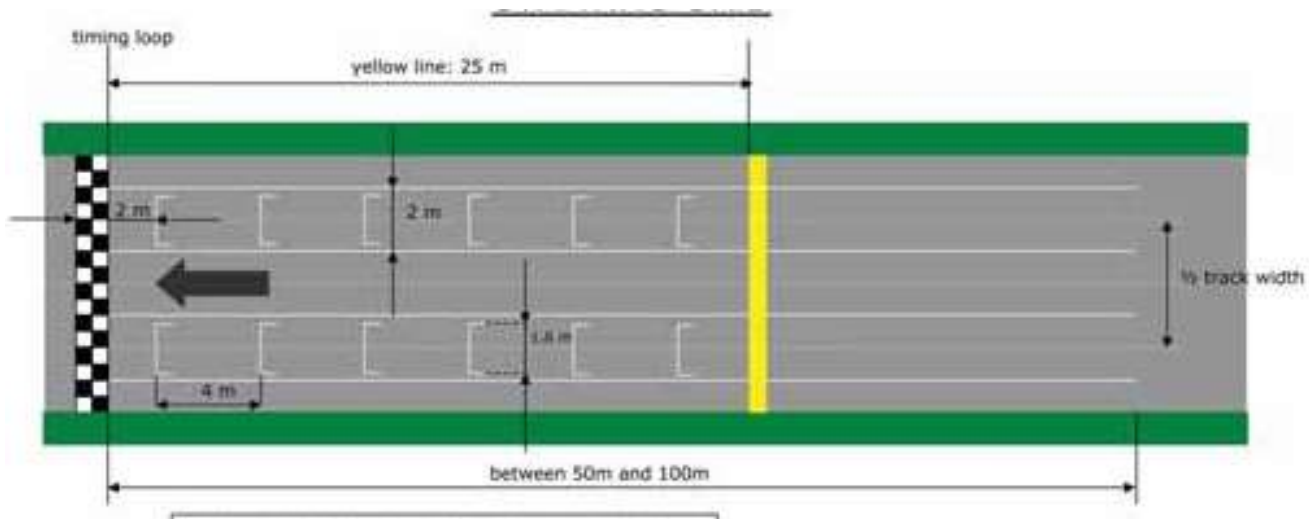 timing loop
yellow line: 25 m
2 m
2 m
½ track width
1.8 m
4 m
between 50m and 100m